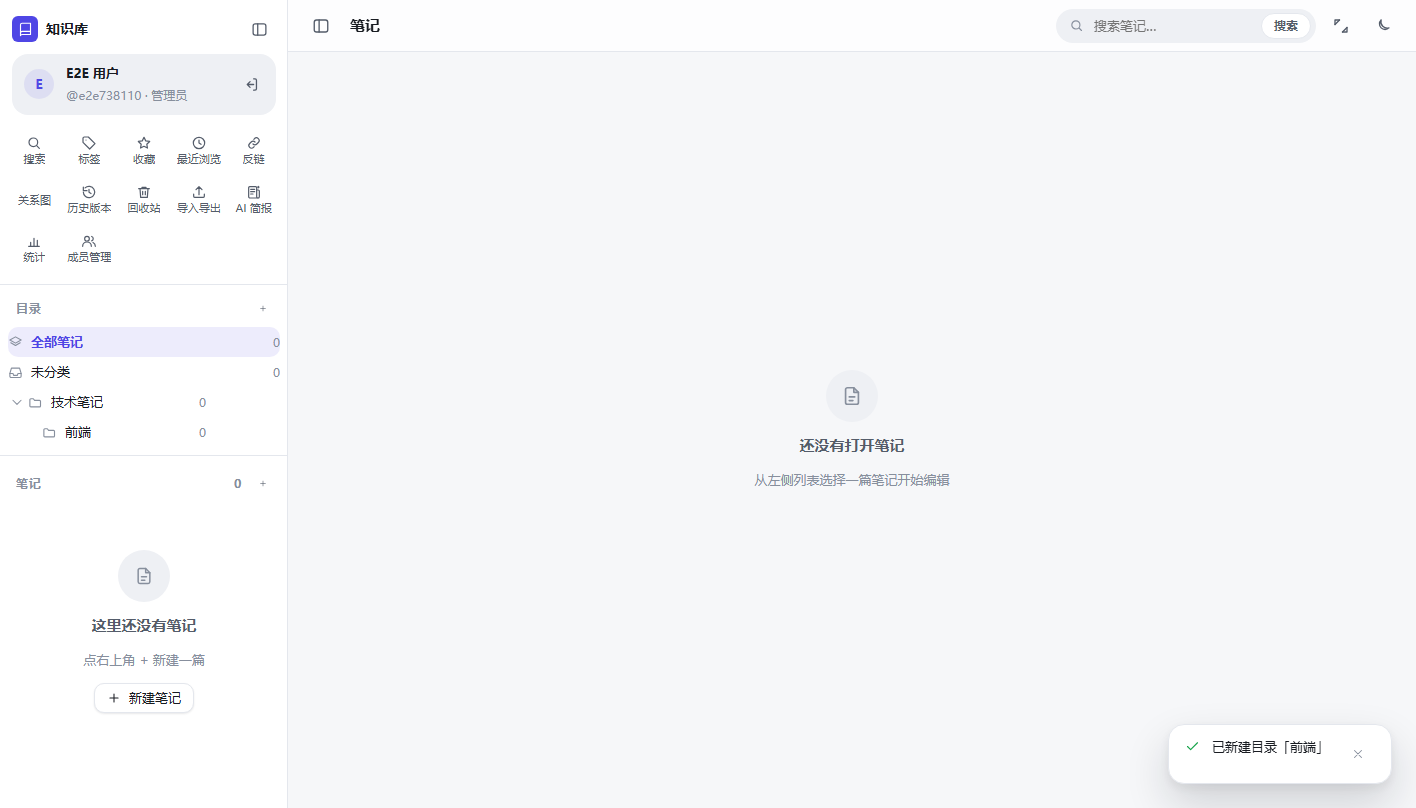 知识库
笔记
搜索笔记...
搜索
E
E2E 用户
@e2e738110 · 管理员
搜索
标签
收藏
最近浏览
反链
关系图
历史版本
回收站
导入导出
AI 简报
统计
成员管理
目录
+
全部笔记
0
未分类
0
技术笔记
0
前端
0
笔记
0
+
这里还没有笔记
点右上角 + 新建一篇
+ 新建笔记
还没有打开笔记
从左侧列表选择一篇笔记开始编辑
已新建目录「前端」